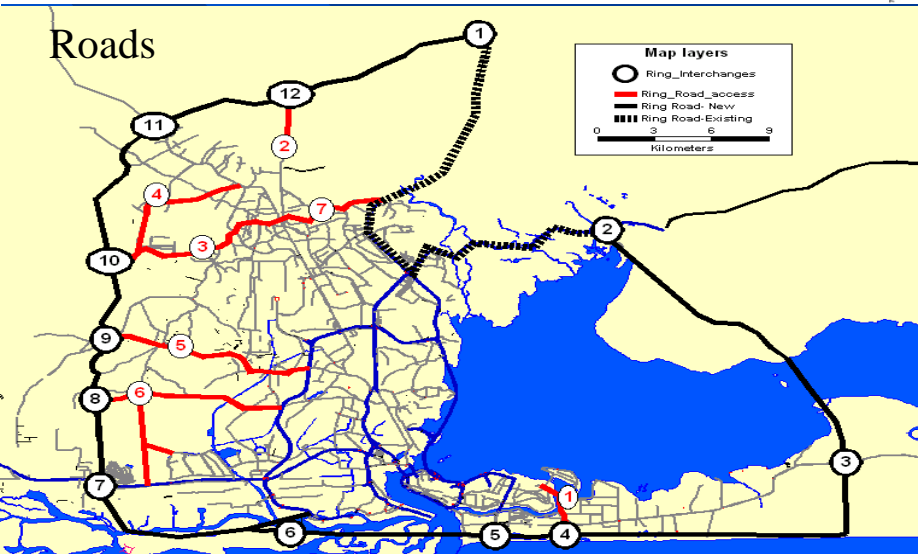 Roads
Map layers
Ring_Interchanges
Ring_Road_access
Ring Road- New
Ring Road-Existing
0 3 6 9
Kilometers
1
12
11
2
4
7
3
2
10
9
5
8
6
3
7
1
6
5
4